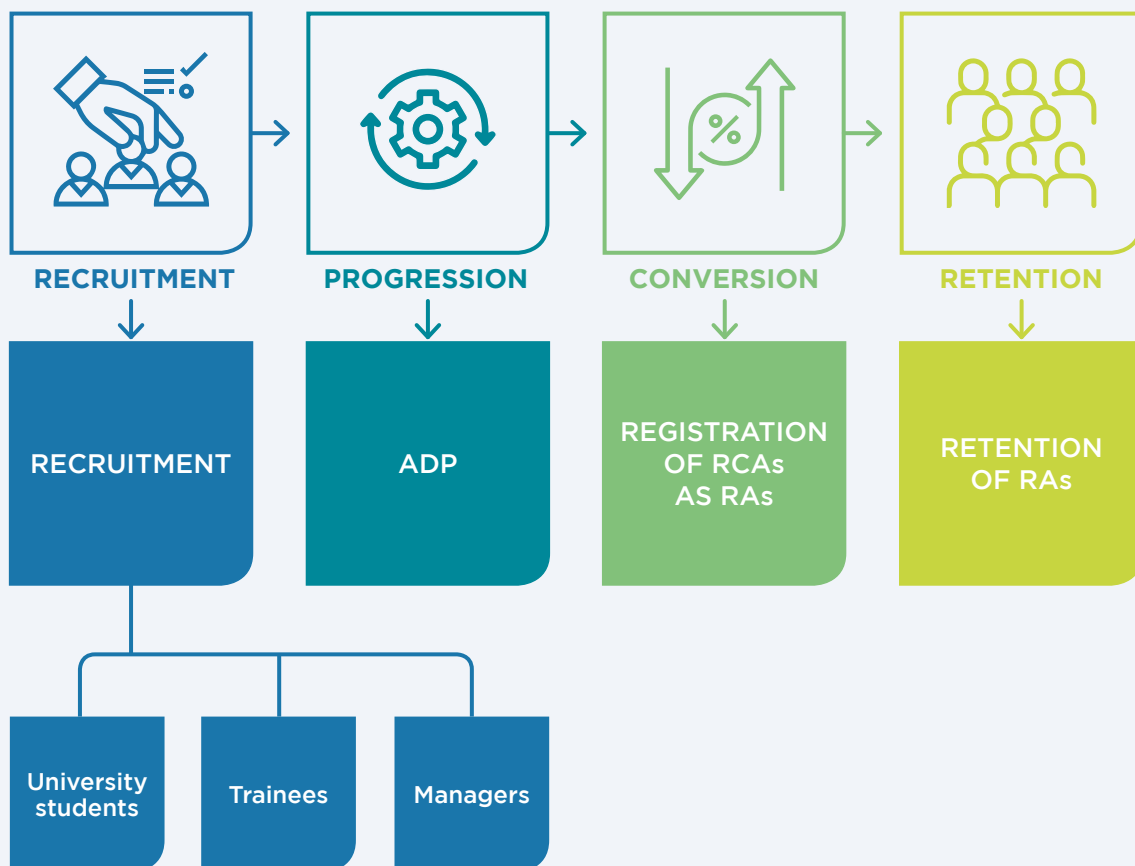 RECRUITMENT
PROGRESSION
CONVERSION
RETENTION
RECRUITMENT
ADP
REGISTRATION
OF RCAs
AS RAs
RETENTION
OF RAs
University
students
Trainees
Managers